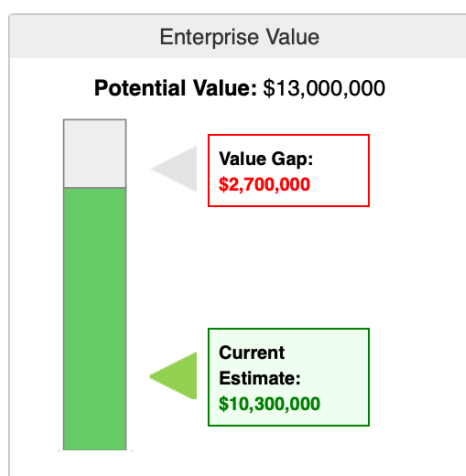 Enterprise Value
Potential Value: $13,000,000
Value Gap:
$2,700,000
Current
Estimate:
$10,300,000